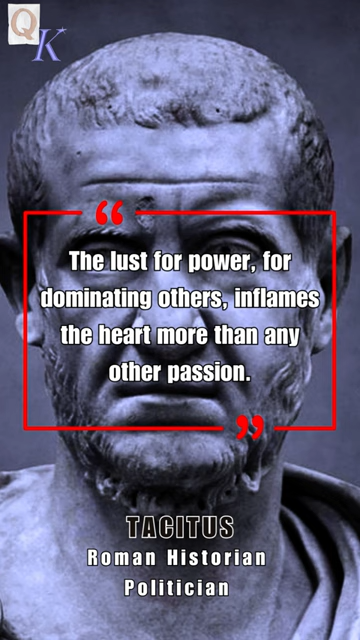 Q
K
“
The lust for power, for
dominating others, inflames
the heart more than any
other passion.
”
TACITUS
Roman Historian
Politician